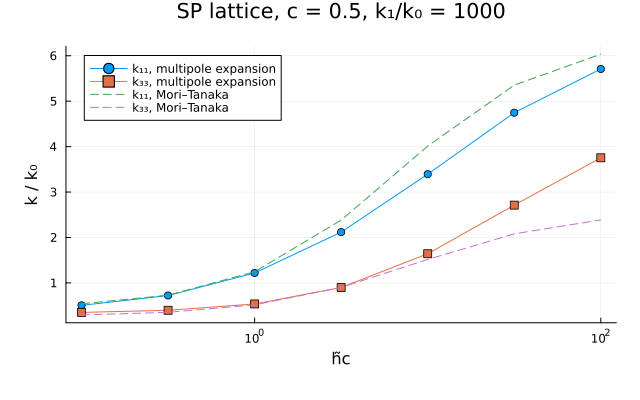 SP lattice, c = 0.5, k₁/k₀ = 1000
k₁₁, multipole expansion
k₃₃, multipole expansion
k₁₁, Mori–Tanaka
k₃₃, Mori–Tanaka
k / k₀
6
5
4
3
2
1
10⁰
10²
h̃c